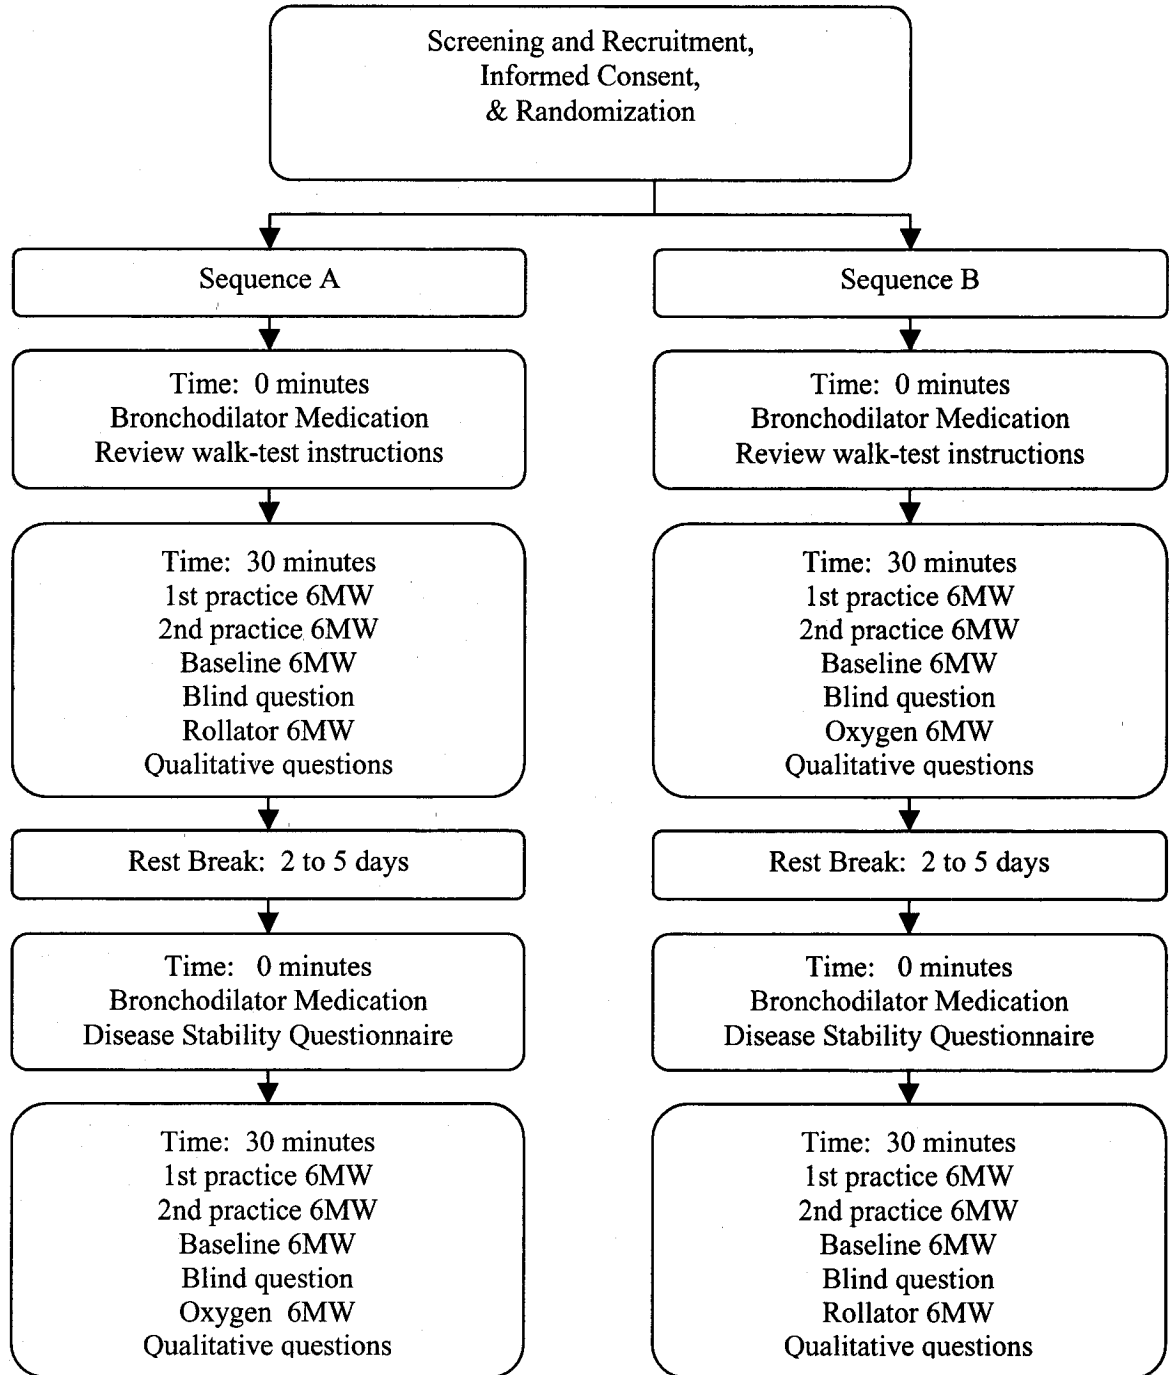 Screening and Recruitment,
Informed Consent,
& Randomization
Sequence A
Time: 0 minutes
Bronchodilator Medication
Review walk-test instructions
Time: 30 minutes
1st practice 6MW
2nd practice 6MW
Baseline 6MW
Blind question
Rollator 6MW
Qualitative questions
Rest Break: 2 to 5 days
Time: 0 minutes
Bronchodilator Medication
Disease Stability Questionnaire
Time: 30 minutes
1st practice 6MW
2nd practice 6MW
Baseline 6MW
Blind question
Oxygen 6MW
Qualitative questions
Sequence B
Time: 0 minutes
Bronchodilator Medication
Review walk-test instructions
Time: 30 minutes
1st practice 6MW
2nd practice 6MW
Baseline 6MW
Blind question
Oxygen 6MW
Qualitative questions
Rest Break: 2 to 5 days
Time: 0 minutes
Bronchodilator Medication
Disease Stability Questionnaire
Time: 30 minutes
1st practice 6MW
2nd practice 6MW
Baseline 6MW
Blind question
Rollator 6MW
Qualitative questions